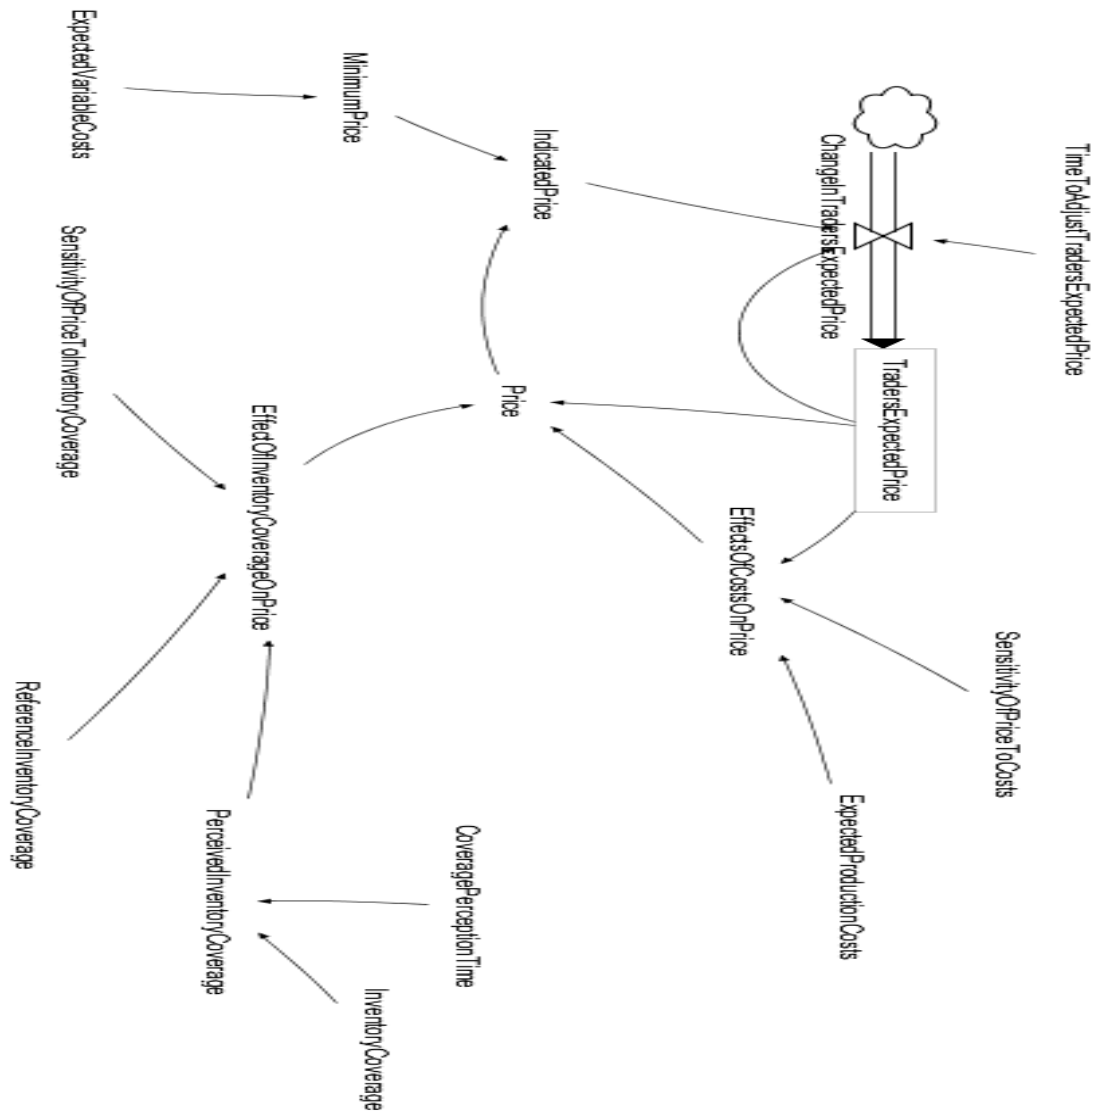 TimeToAdjustTradersExpectedPrice
SensitivityOfPriceToCosts
TradersExpectedPrice
ExpectedProductionCosts
ChangeInTradersExpectedPrice
EffectsOfCostsOnPrice
IndicatedPrice
Price
CoveragePerceptionTime
InventoryCoverage
MinimumPrice
EffectOfInventoryCoverageOnPrice
PerceivedInventoryCoverage
ExpectedVariableCosts
SensitivityOfPriceToInventoryCoverage
ReferenceInventoryCoverage